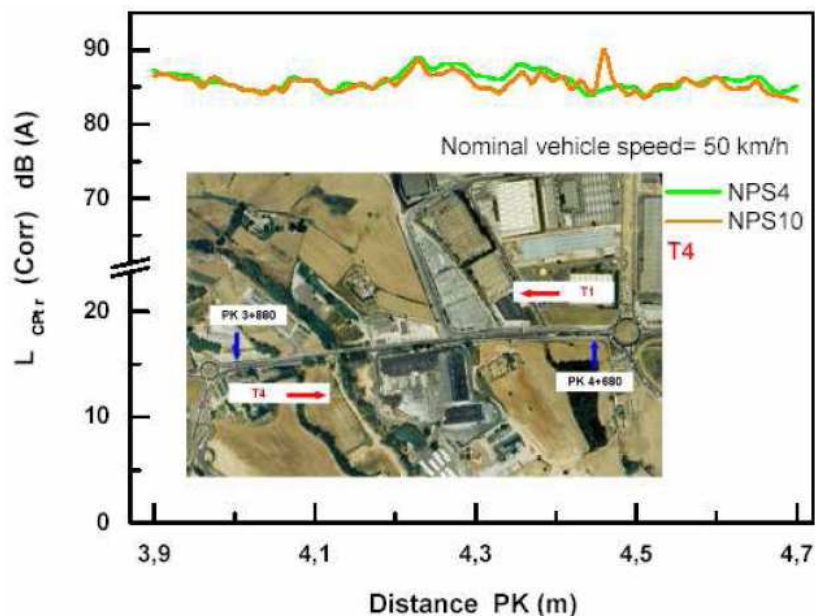 90
80
70
20
10
0
L CPt r (Corr) dB (A)
Nominal vehicle speed= 50 km/h
NPS4
NPS10
T4
T1
PK 3+880
PK 4+680
T4
3,9
4,1
4,3
4,5
4,7
Distance PK (m)